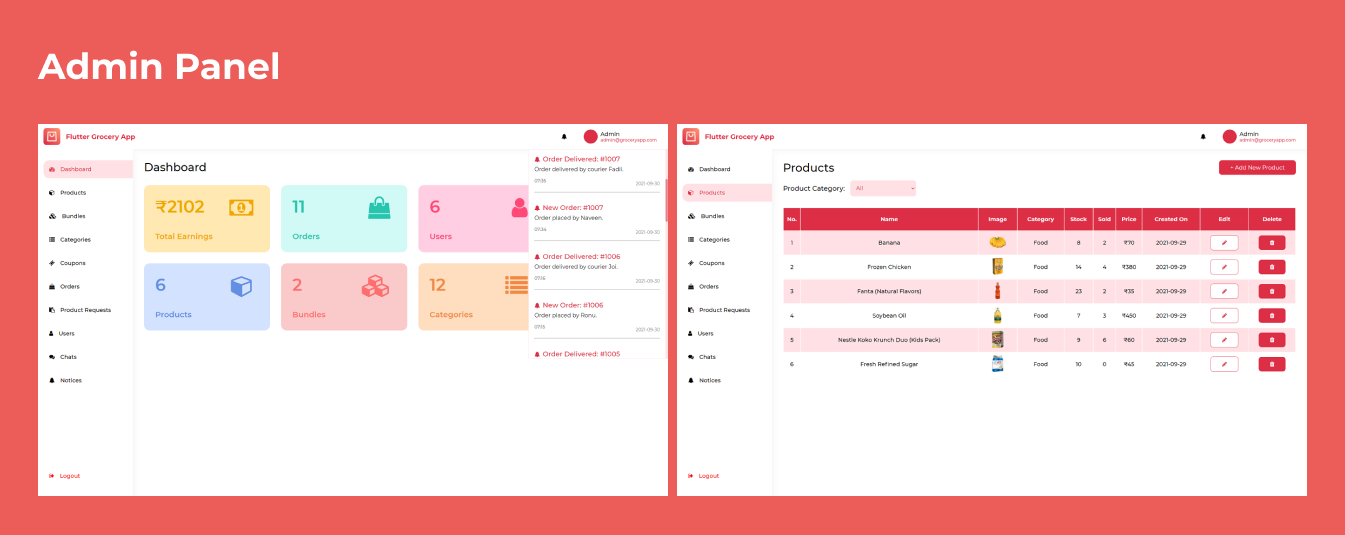 Admin Panel
Flutter Grocery App
Admin
admin@groceryapp.com
Dashboard
Products
Bundles
Categories
Coupons
Orders
Product Requests
Users
Chats
Notices
Logout
Dashboard
₹2102
Total Earnings
11
Orders
6
Users
6
Products
2
Bundles
12
Categories
Order Delivered: #1007
Order delivered by courier Fadil.
07:35 2021-09-30
New Order: #1007
Order placed by Naveen.
07:34 2021-09-30
Order Delivered: #1006
Order delivered by courier Joi.
07:16 2021-09-30
New Order: #1006
Order placed by Ranu.
07:15 2021-09-30
Order Delivered: #1005
Flutter Grocery App
Admin
admin@groceryapp.com
Dashboard
Products
Bundles
Categories
Coupons
Orders
Product Requests
Users
Chats
Notices
Logout
Products
+ Add New Product
Product Category: All
No. Name Image Category Stock Sold Price Created On Edit Delete
1 Banana Food 8 2 ₹70 2021-09-29
2 Frozen Chicken Food 14 4 ₹380 2021-09-29
3 Fanta (Natural Flavors) Food 23 2 ₹35 2021-09-29
4 Soybean Oil Food 7 3 ₹450 2021-09-29
5 Nestle Koko Krunch Duo (Kids Pack) Food 9 6 ₹60 2021-09-29
6 Fresh Refined Sugar Food 10 0 ₹45 2021-09-29